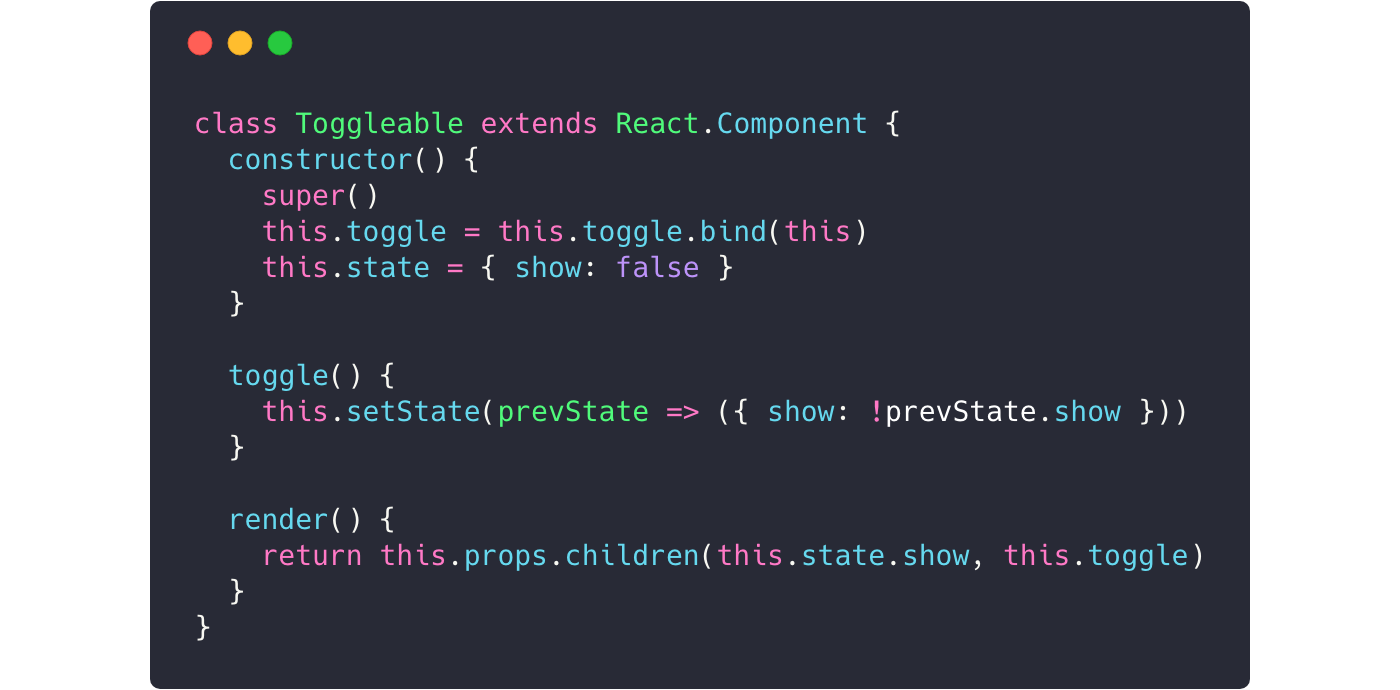 class Toggleable extends React.Component {
  constructor() {
    super()
    this.toggle = this.toggle.bind(this)
    this.state = { show: false }
  }

  toggle() {
    this.setState(prevState => ({ show: !prevState.show }))
  }

  render() {
    return this.props.children(this.state.show, this.toggle)
  }
}